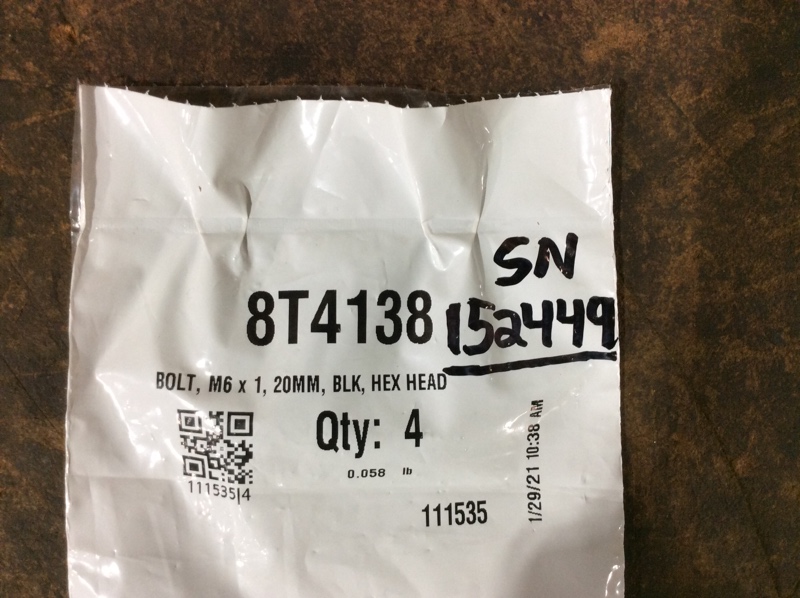 SN
8T4138 152449
BOLT, M6 x 1, 20MM, BLK, HEX HEAD
Qty: 4
0.058 lb
111535|4
111535
1/29/21 10:38 AM